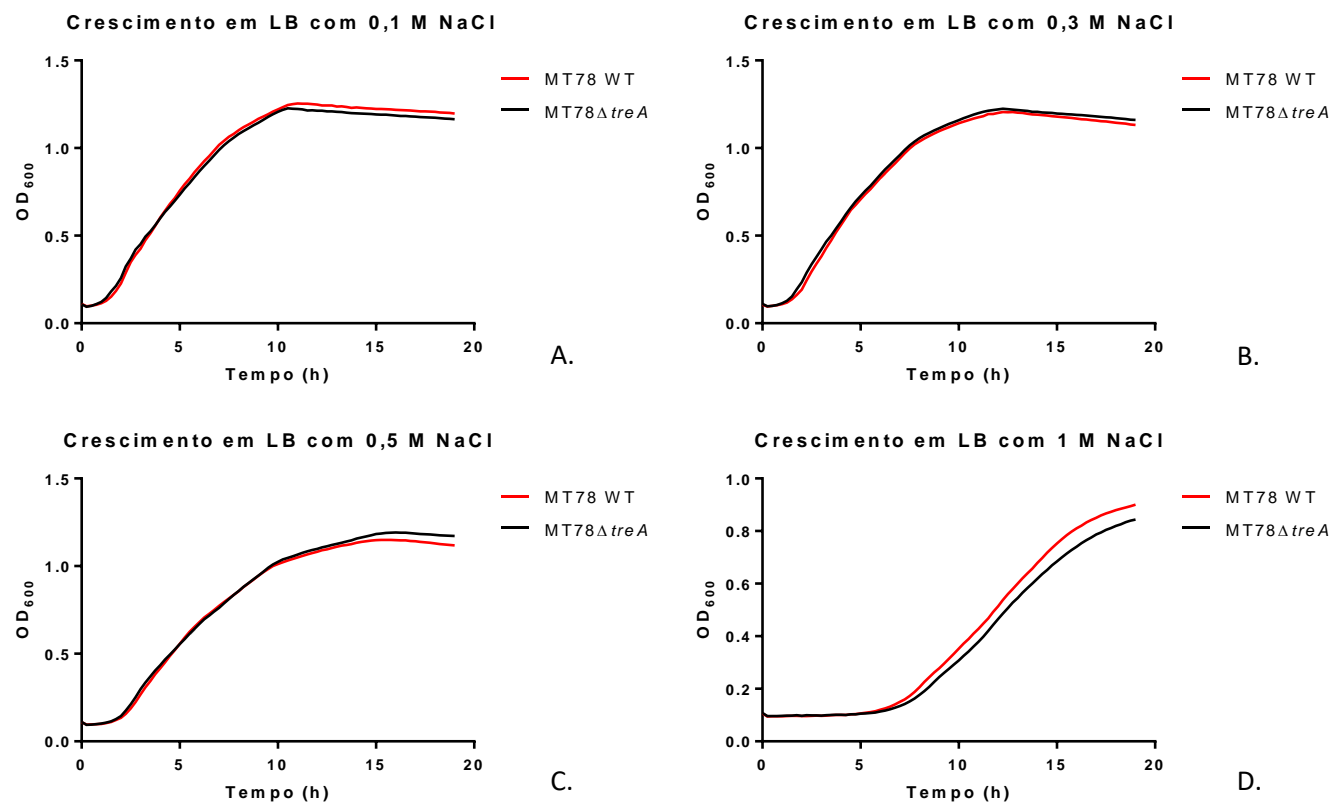 Crescimento em LB com 0,1 M NaCl
1.5
1.0
0.5
0.0
OD600
0
5
10
15
20
Tempo (h)
MT78 WT
MT78ΔtreA
A.
Crescimento em LB com 0,3 M NaCl
1.5
1.0
0.5
0.0
OD600
0
5
10
15
20
Tempo (h)
MT78 WT
MT78ΔtreA
B.
Crescimento em LB com 0,5 M NaCl
1.5
1.0
0.5
0.0
OD600
0
5
10
15
20
Tempo (h)
MT78 WT
MT78ΔtreA
C.
Crescimento em LB com 1 M NaCl
1.0
0.8
0.6
0.4
0.2
0.0
OD600
0
5
10
15
20
Tempo (h)
MT78 WT
MT78ΔtreA
D.